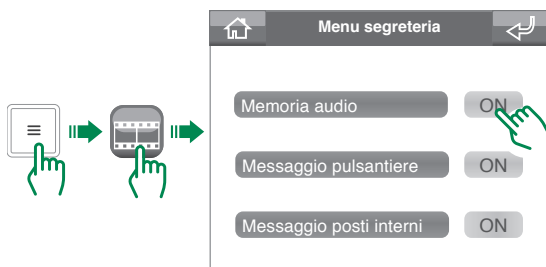 Menu segreteria
Memoria audio ON
Messaggio pulsantiere ON
Messaggio posti interni ON